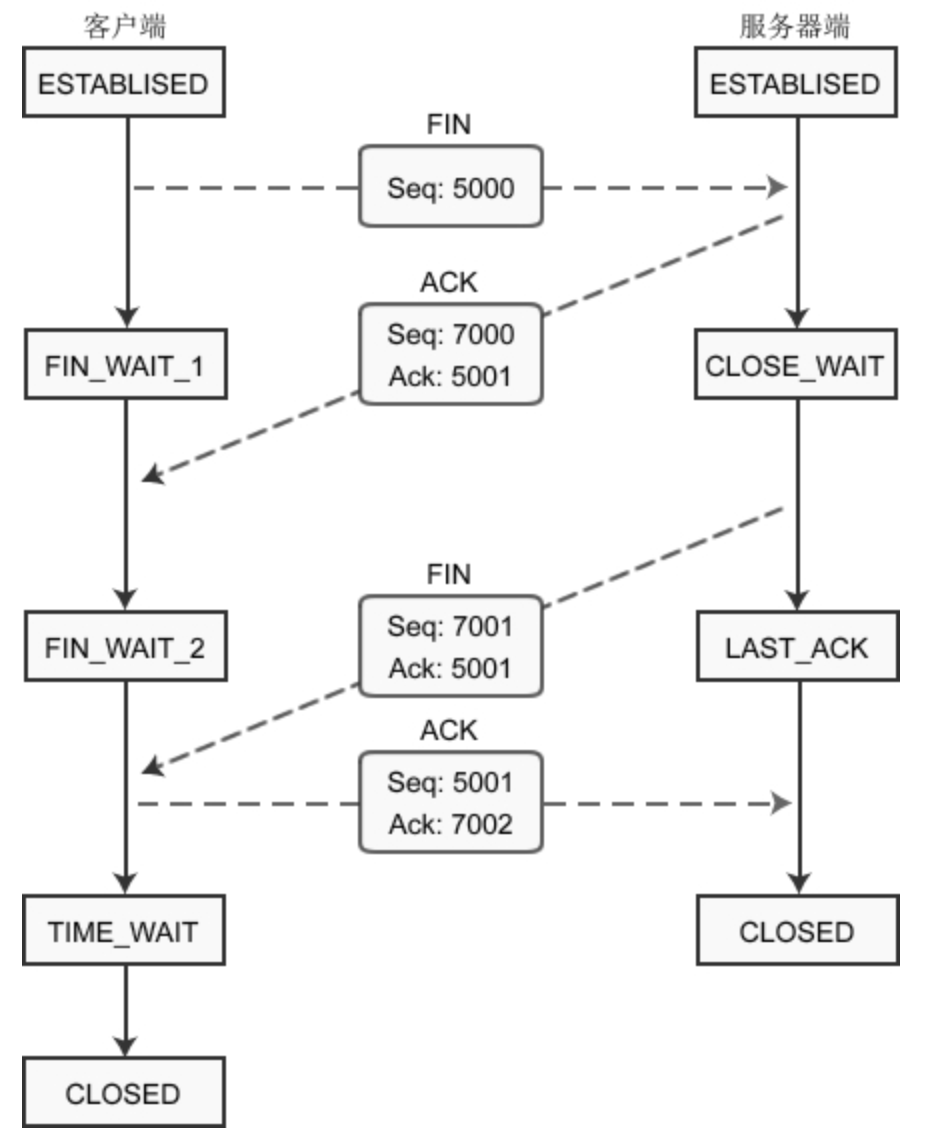 客户端
服务器端
ESTABLISED
ESTABLISED
FIN
Seq: 5000
ACK
Seq: 7000
Ack: 5001
FIN_WAIT_1
CLOSE_WAIT
FIN
Seq: 7001
Ack: 5001
FIN_WAIT_2
LAST_ACK
ACK
Seq: 5001
Ack: 7002
TIME_WAIT
CLOSED
CLOSED